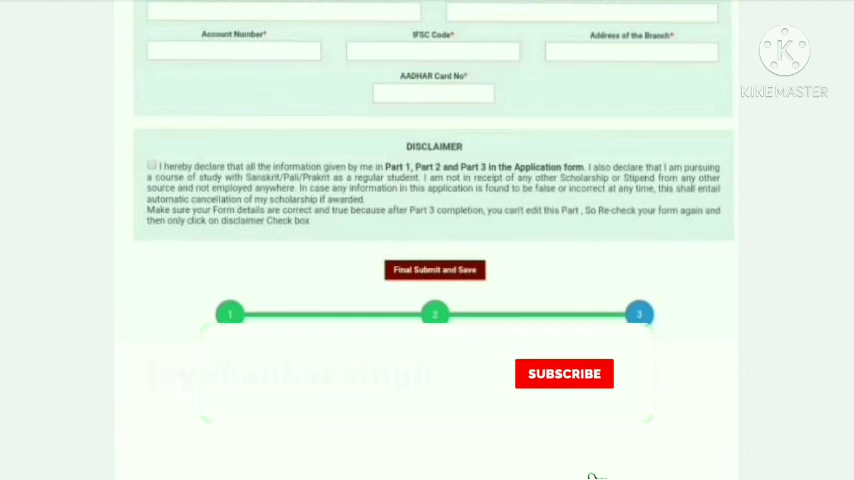 Account Number*
IFSC Code*
Address of the Branch*
K
KINEMASTER
AADHAR Card No*
DISCLAIMER
I hereby declare that all the information given by me in Part 1, Part 2 and Part 3 in the Application form. I also declare that I am pursuing
a course of study with Sanskrit/Pali/Prakrit as a regular student. I am not in receipt of any other Scholarship or Stipend from any other
source and not employed anywhere. In case any information in this application is found to be false or incorrect at any time, this shall entail
automatic cancellation of my scholarship if awarded.
Make sure your Form details are correct and true because after Part 3 completion, you can't edit this Part , So Re-check your form again and
then only click on disclaimer Check box
Final Submit and Save
1
2
3
jay shankar singh
SUBSCRIBE